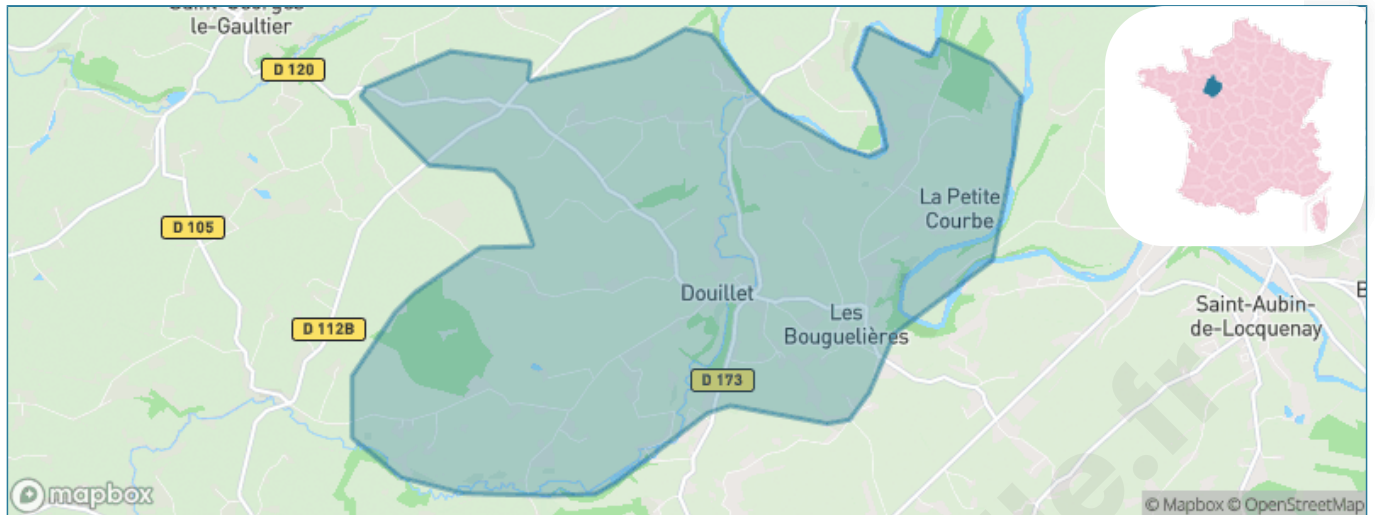 le-Gaultier
D 120
D 105
La Petite
Courbe
Douillet
Les
Bouguelières
D 112B
D 173
Saint-Aubin-
de-Locquenay
mapbox
© Mapbox © OpenStreetMap